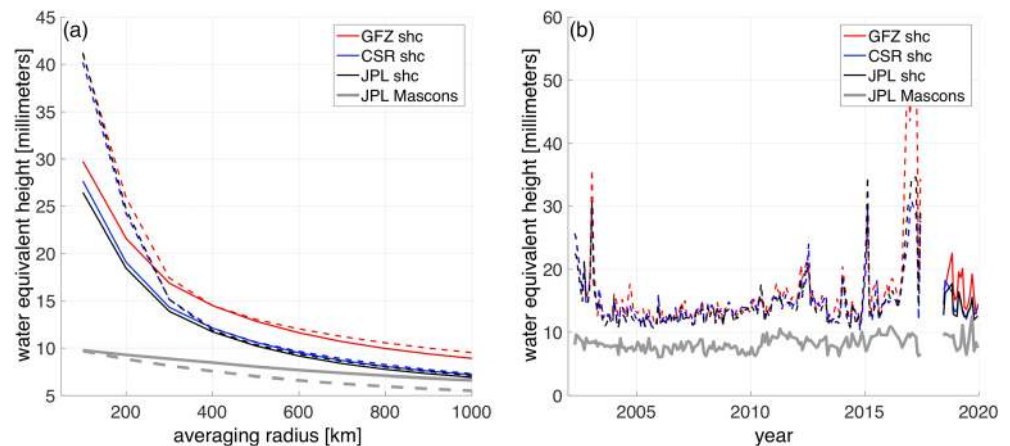 (a)
GFZ shc
CSR shc
JPL shc
JPL Mascons
water equivalent height [millimeters]
45
40
35
30
25
20
15
10
5
200
400
600
800
1000
averaging radius [km]
(b)
GFZ shc
CSR shc
JPL shc
JPL Mascons
water equivalent height [millimeters]
60
50
40
30
20
10
0
2005
2010
2015
2020
year